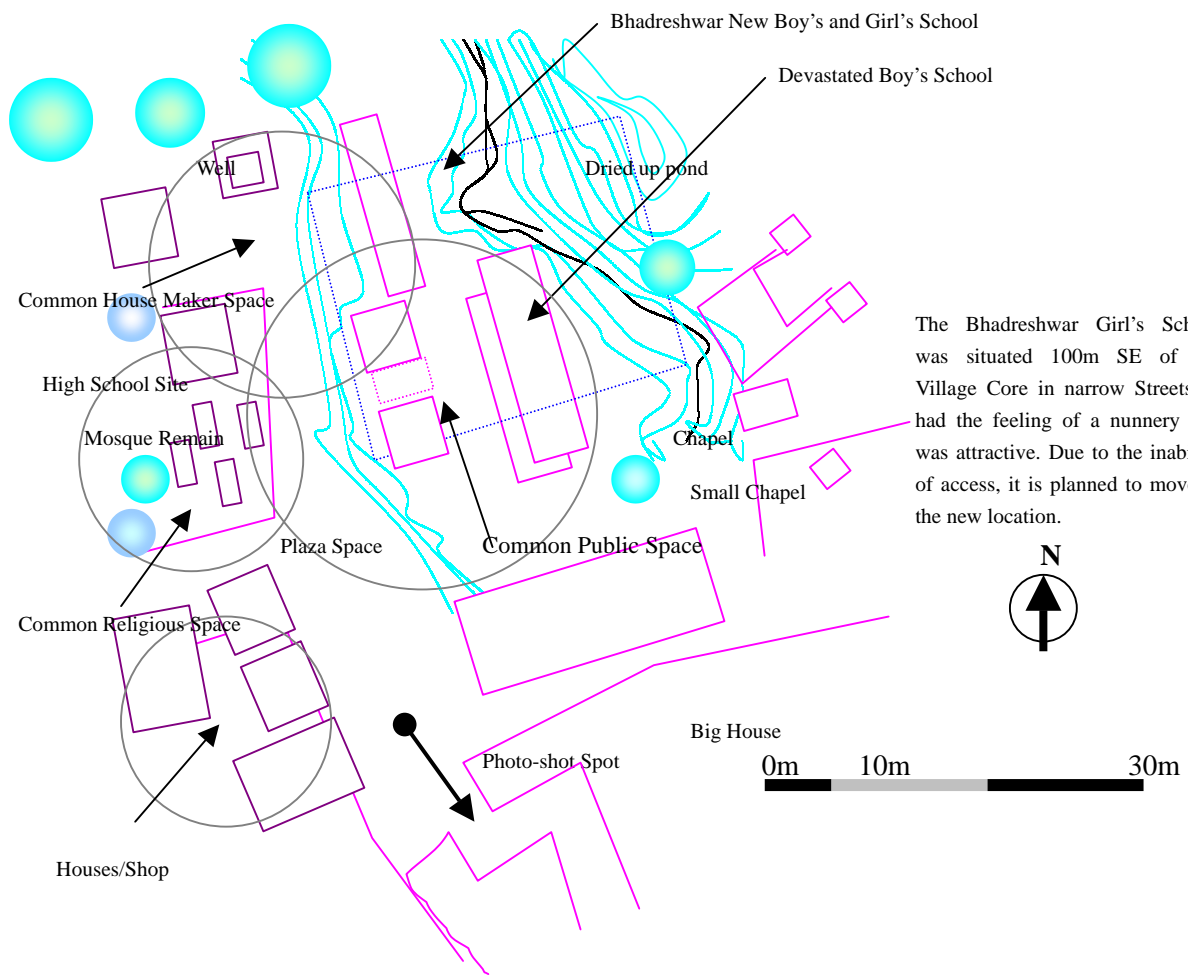 Bhadreshwar New Boy's and Girl's School
Devastated Boy's School
Well
Dried up pond
Common House Maker Space
The Bhadreshwar Girl's Sch
was situated 100m SE of
Village Core in narrow Streets
had the feeling of a nunnery
was attractive. Due to the inab
of access, it is planned to move
the new location.
High School Site
Mosque Remain
Chapel
Small Chapel
Plaza Space
Common Public Space
N
Common Religious Space
Big House
Photo-shot Spot
0m 10m 30m
Houses/Shop